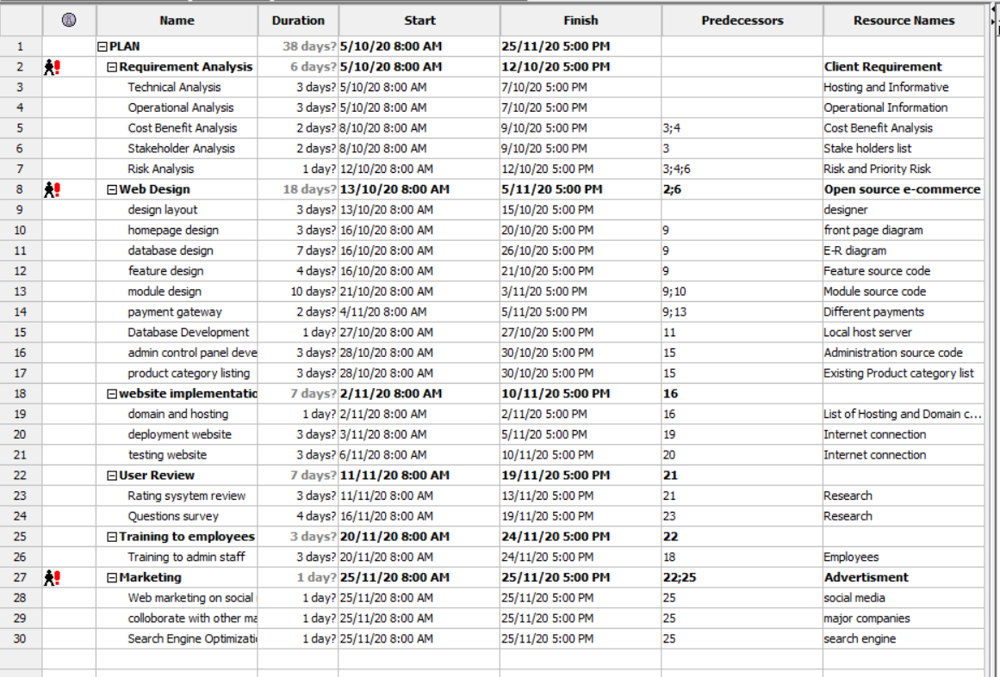 Name Duration Start Finish Predecessors Resource Names
1 PLAN 38 days? 5/10/20 8:00 AM 25/11/20 5:00 PM
2 Requirement Analysis 6 days? 5/10/20 8:00 AM 12/10/20 5:00 PM Client Requirement
3 Technical Analysis 3 days? 5/10/20 8:00 AM 7/10/20 5:00 PM Hosting and Informative
4 Operational Analysis 3 days? 5/10/20 8:00 AM 7/10/20 5:00 PM Operational Information
5 Cost Benefit Analysis 2 days? 8/10/20 8:00 AM 9/10/20 5:00 PM 3;4 Cost Benefit Analysis
6 Stakeholder Analysis 2 days? 8/10/20 8:00 AM 9/10/20 5:00 PM 3 Stake holders list
7 Risk Analysis 1 day? 12/10/20 8:00 AM 12/10/20 5:00 PM 3;4;6 Risk and Priority Risk
8 Web Design 18 days? 13/10/20 8:00 AM 5/11/20 5:00 PM 2;6 Open source e-commerce
9 design layout 3 days? 13/10/20 8:00 AM 15/10/20 5:00 PM designer
10 homepage design 3 days? 16/10/20 8:00 AM 20/10/20 5:00 PM 9 front page diagram
11 database design 7 days? 16/10/20 8:00 AM 26/10/20 5:00 PM 9 E-R diagram
12 feature design 4 days? 16/10/20 8:00 AM 21/10/20 5:00 PM 9 Feature source code
13 module design 10 days? 21/10/20 8:00 AM 3/11/20 5:00 PM 9;10 Module source code
14 payment gateway 2 days? 4/11/20 8:00 AM 5/11/20 5:00 PM 9;13 Different payments
15 Database Development 1 day? 27/10/20 8:00 AM 27/10/20 5:00 PM 11 Local host server
16 admin control panel deve 3 days? 28/10/20 8:00 AM 30/10/20 5:00 PM 15 Administration source code
17 product category listing 3 days? 28/10/20 8:00 AM 30/10/20 5:00 PM 15 Existing Product category list
18 website implementatio 7 days? 2/11/20 8:00 AM 10/11/20 5:00 PM 16
19 domain and hosting 1 day? 2/11/20 8:00 AM 2/11/20 5:00 PM 16 List of Hosting and Domain c...
20 deployment website 3 days? 3/11/20 8:00 AM 5/11/20 5:00 PM 19 Internet connection
21 testing website 3 days? 6/11/20 8:00 AM 10/11/20 5:00 PM 20 Internet connection
22 User Review 7 days? 11/11/20 8:00 AM 19/11/20 5:00 PM 21
23 Rating sysytem review 3 days? 11/11/20 8:00 AM 13/11/20 5:00 PM 21 Research
24 Questions survey 4 days? 16/11/20 8:00 AM 19/11/20 5:00 PM 23 Research
25 Training to employees 3 days? 20/11/20 8:00 AM 24/11/20 5:00 PM 22
26 Training to admin staff 3 days? 20/11/20 8:00 AM 24/11/20 5:00 PM 18 Employees
27 Marketing 1 day? 25/11/20 8:00 AM 25/11/20 5:00 PM 22;25 Advertisment
28 Web marketing on social 1 day? 25/11/20 8:00 AM 25/11/20 5:00 PM 25 social media
29 colloborate with other ma 1 day? 25/11/20 8:00 AM 25/11/20 5:00 PM 25 major companies
30 Search Engine Optimizati 1 day? 25/11/20 8:00 AM 25/11/20 5:00 PM 25 search engine